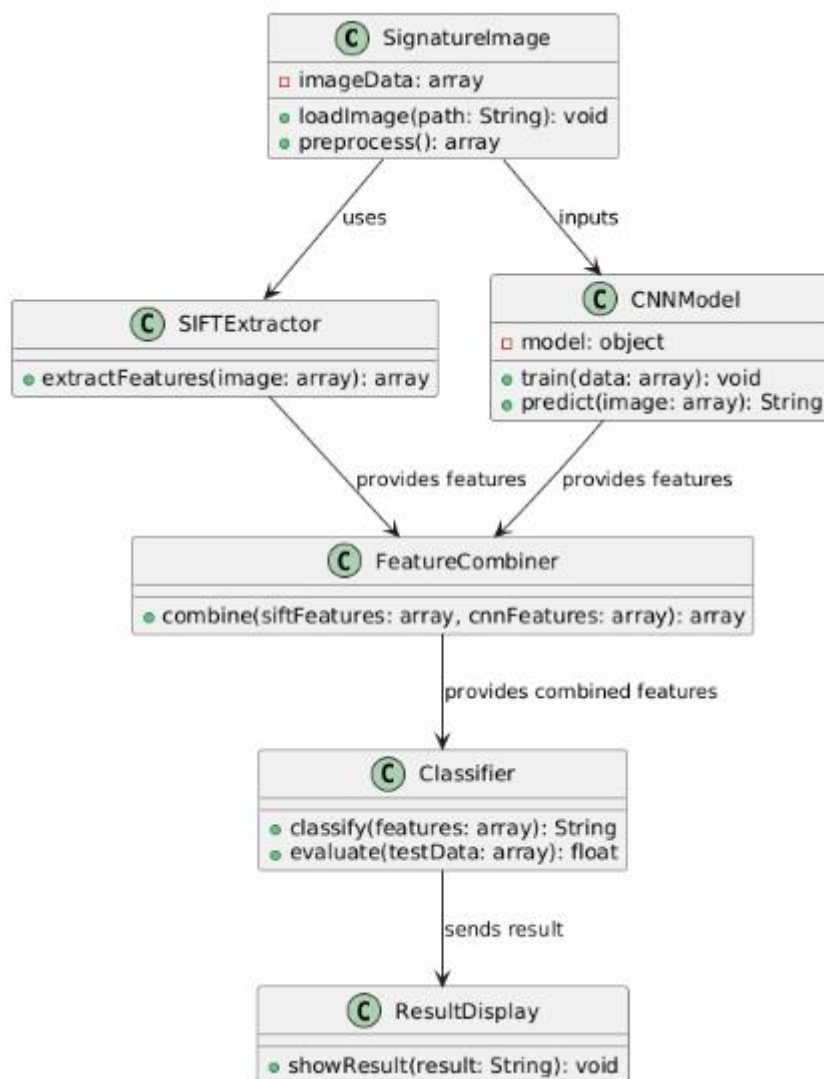 C SignatureImage
imageData: array
loadImage(path: String): void
preprocess(): array
uses
inputs
C SIFTExtractor
extractFeatures(image: array): array
C CNNModel
model: object
train(data: array): void
predict(image: array): String
provides features
provides features
C FeatureCombiner
combine(siftFeatures: array, cnnFeatures: array): array
provides combined features
C Classifier
classify(features: array): String
evaluate(testData: array): float
sends result
C ResultDisplay
showResult(result: String): void